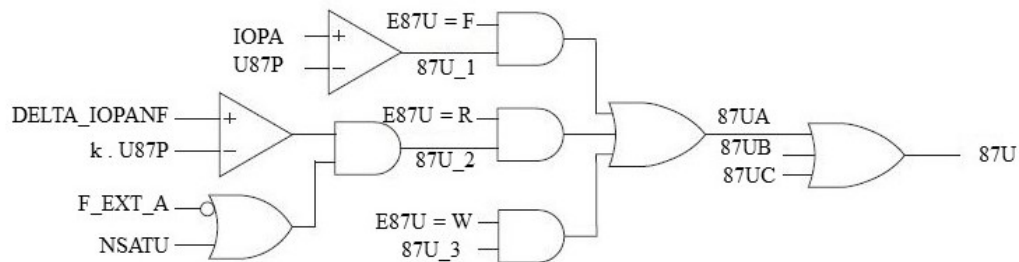 E87U = F
IOPA
+
U87P
−
87U_1
DELTA_IOPANF
+
E87U = R
k . U87P
−
87U_2
87UA
87UB
87U
87UC
F_EXT_A
NSATU
E87U = W
87U_3